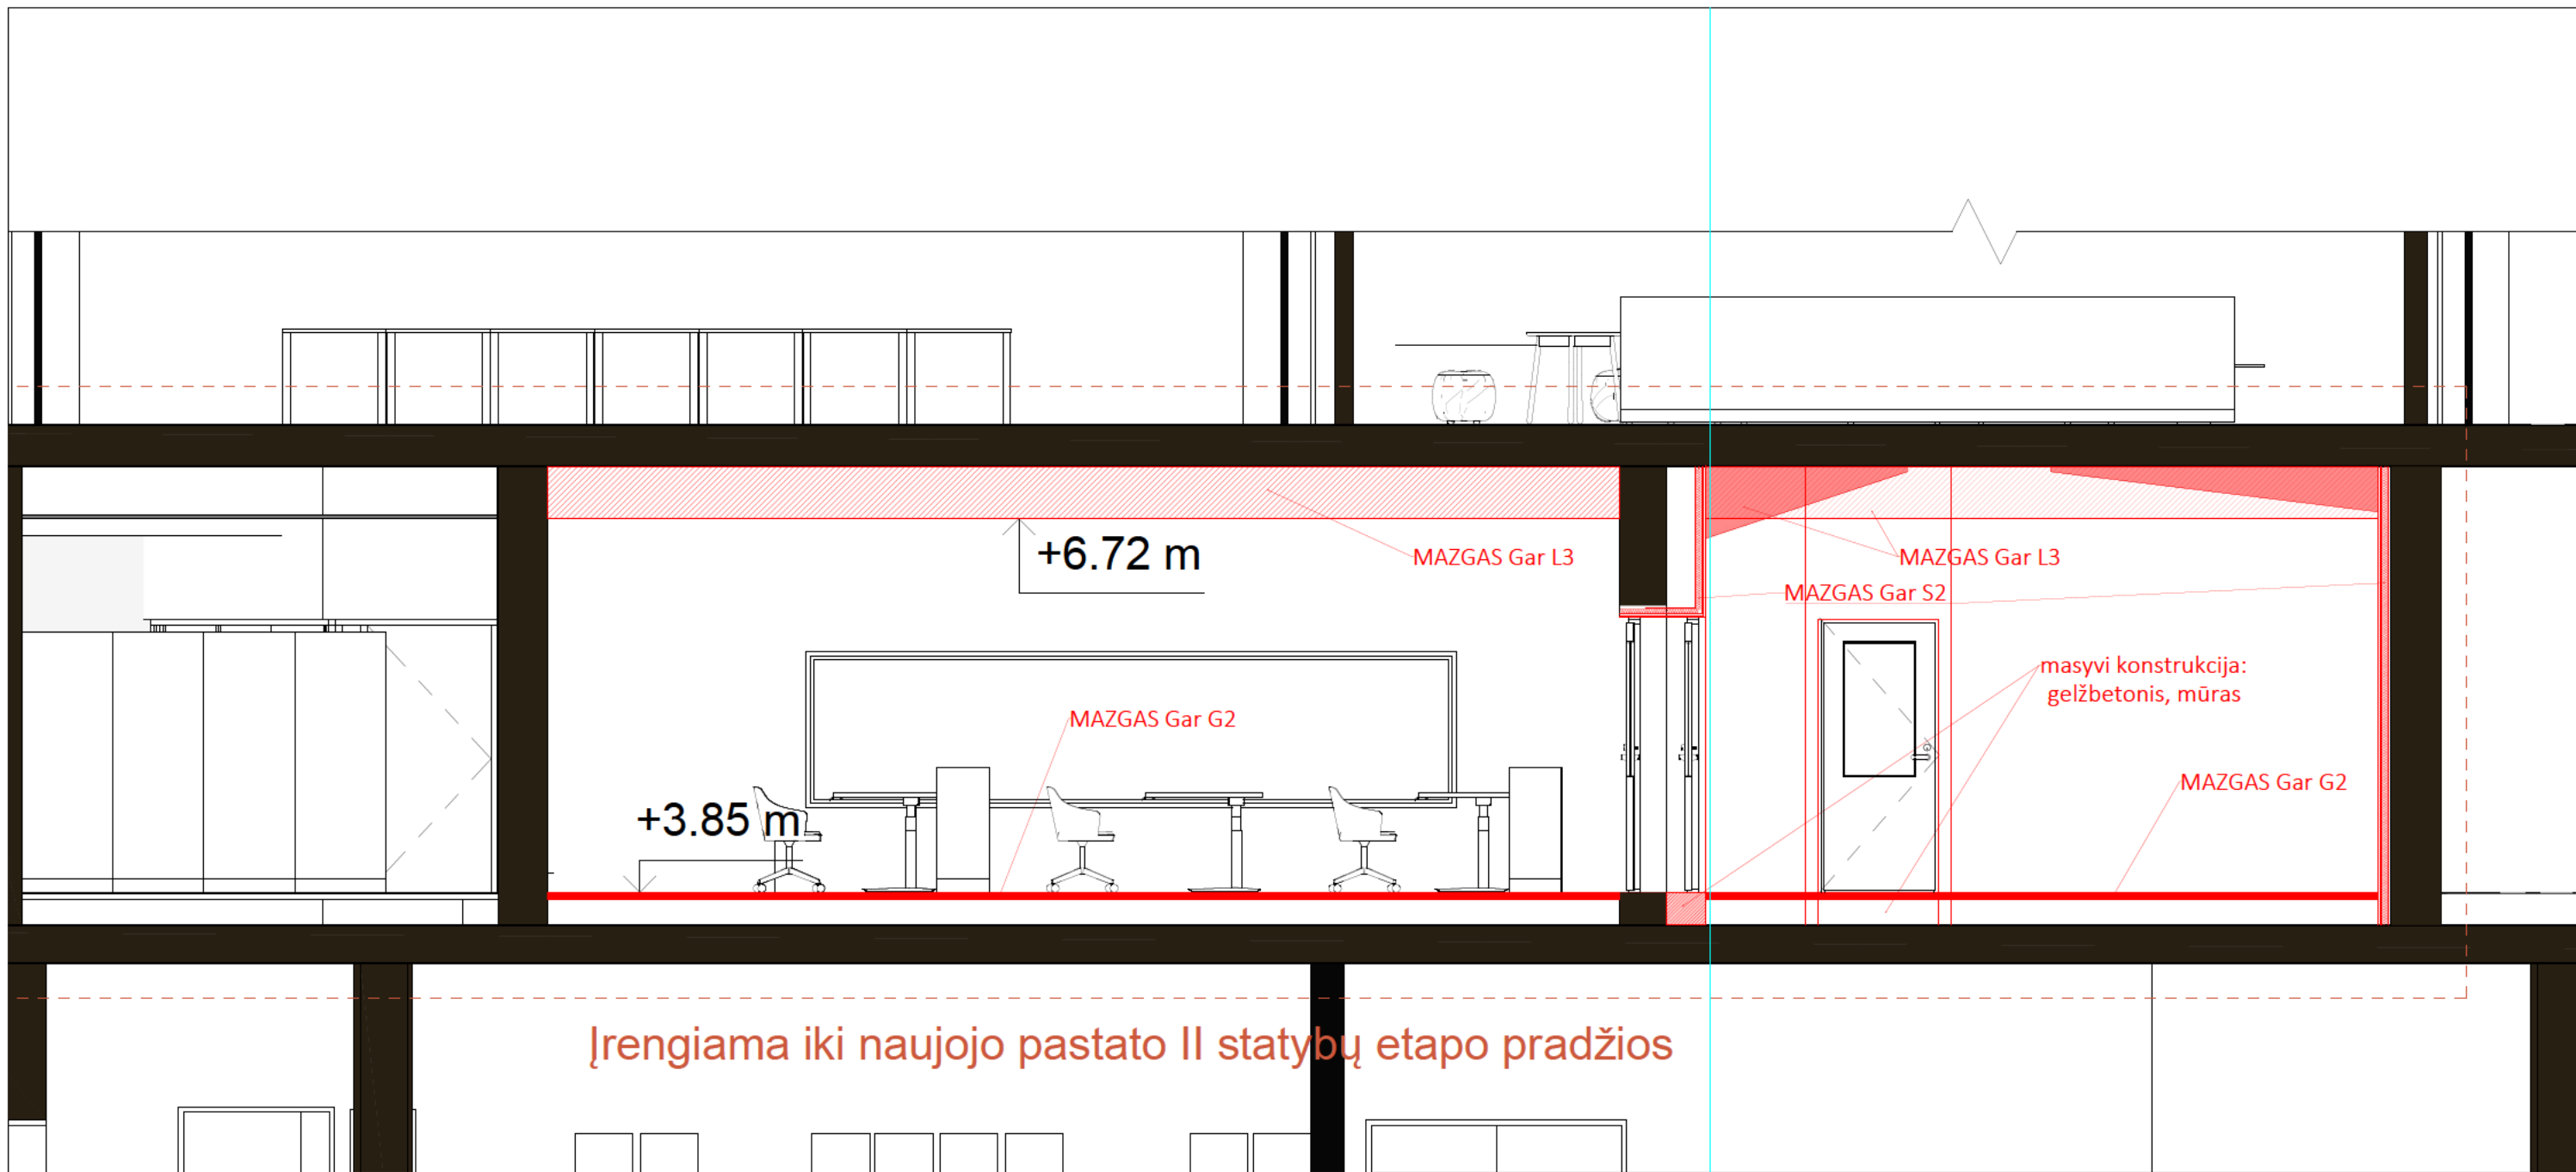 +6.72 m
MAZGAS Gar L3
MAZGAS Gar L3
MAZGAS Gar S2
masyvi konstrukcija:
gelžbetonis, mūras
MAZGAS Gar G2
MAZGAS Gar G2
+3.85 m
Įrengiama iki naujojo pastato II statybų etapo pradžios